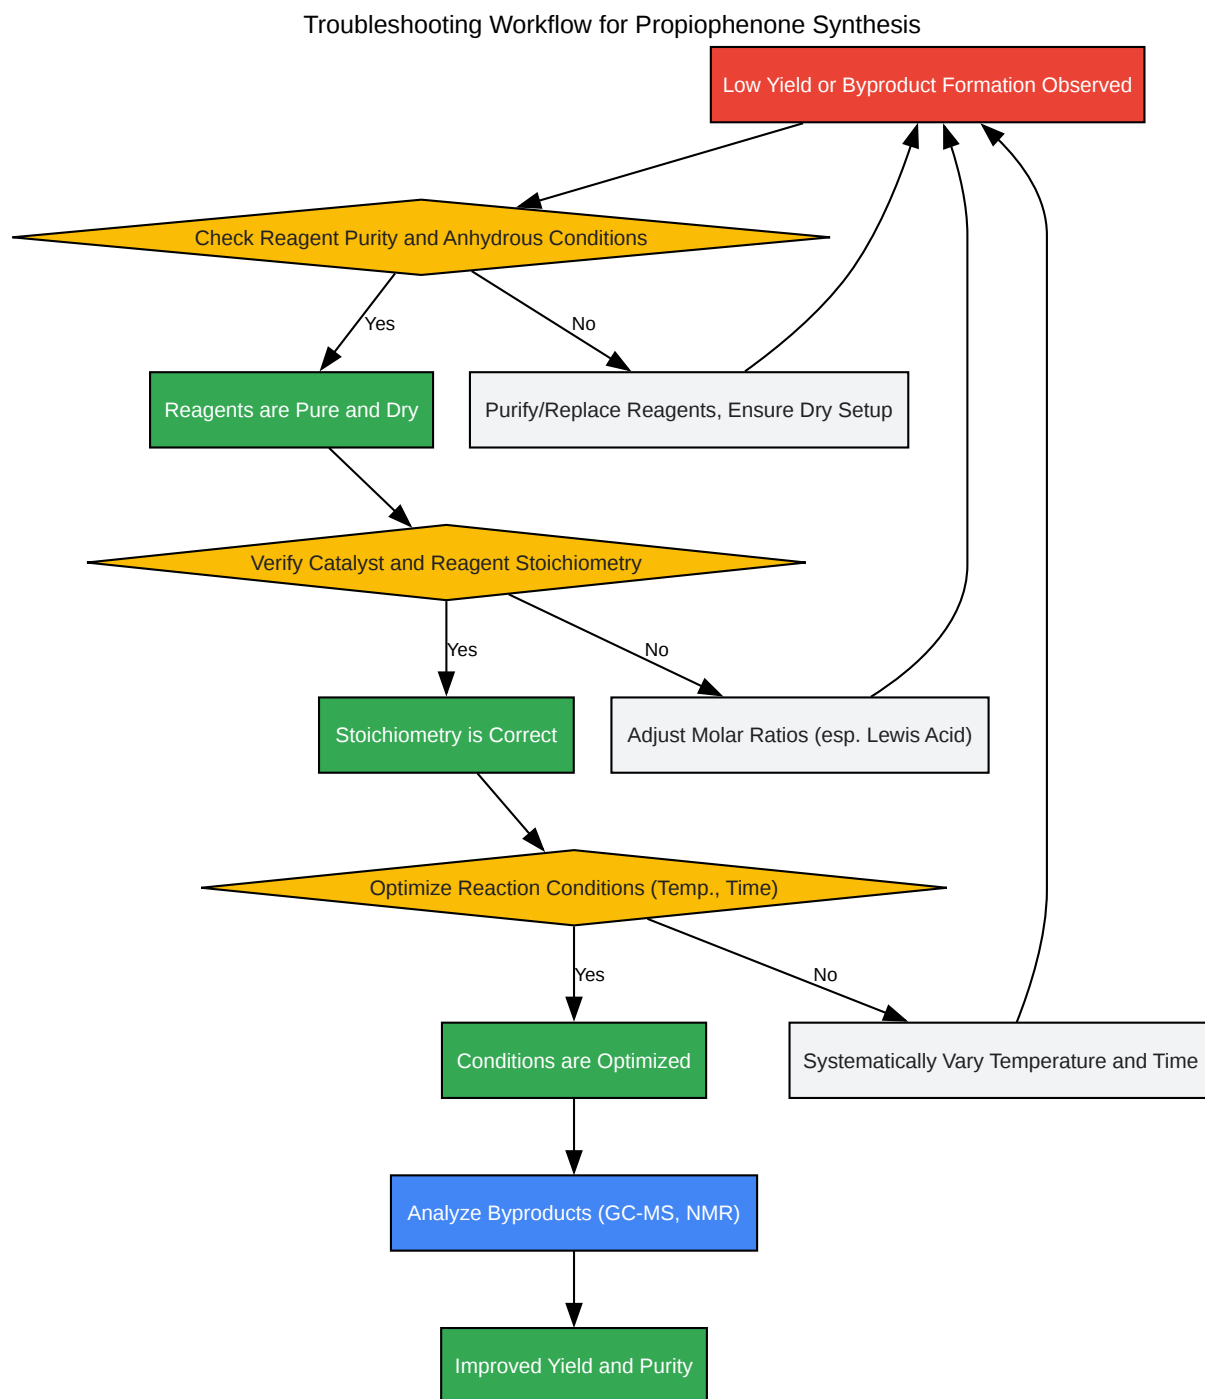 Troubleshooting Workflow for Propiophenone Synthesis
Low Yield or Byproduct Formation Observed
Check Reagent Purity and Anhydrous Conditions
Yes
No
Reagents are Pure and Dry
Purify/Replace Reagents, Ensure Dry Setup
Verify Catalyst and Reagent Stoichiometry
Yes
No
Stoichiometry is Correct
Adjust Molar Ratios (esp. Lewis Acid)
Optimize Reaction Conditions (Temp., Time)
Yes
No
Conditions are Optimized
Systematically Vary Temperature and Time
Analyze Byproducts (GC-MS, NMR)
Improved Yield and Purity